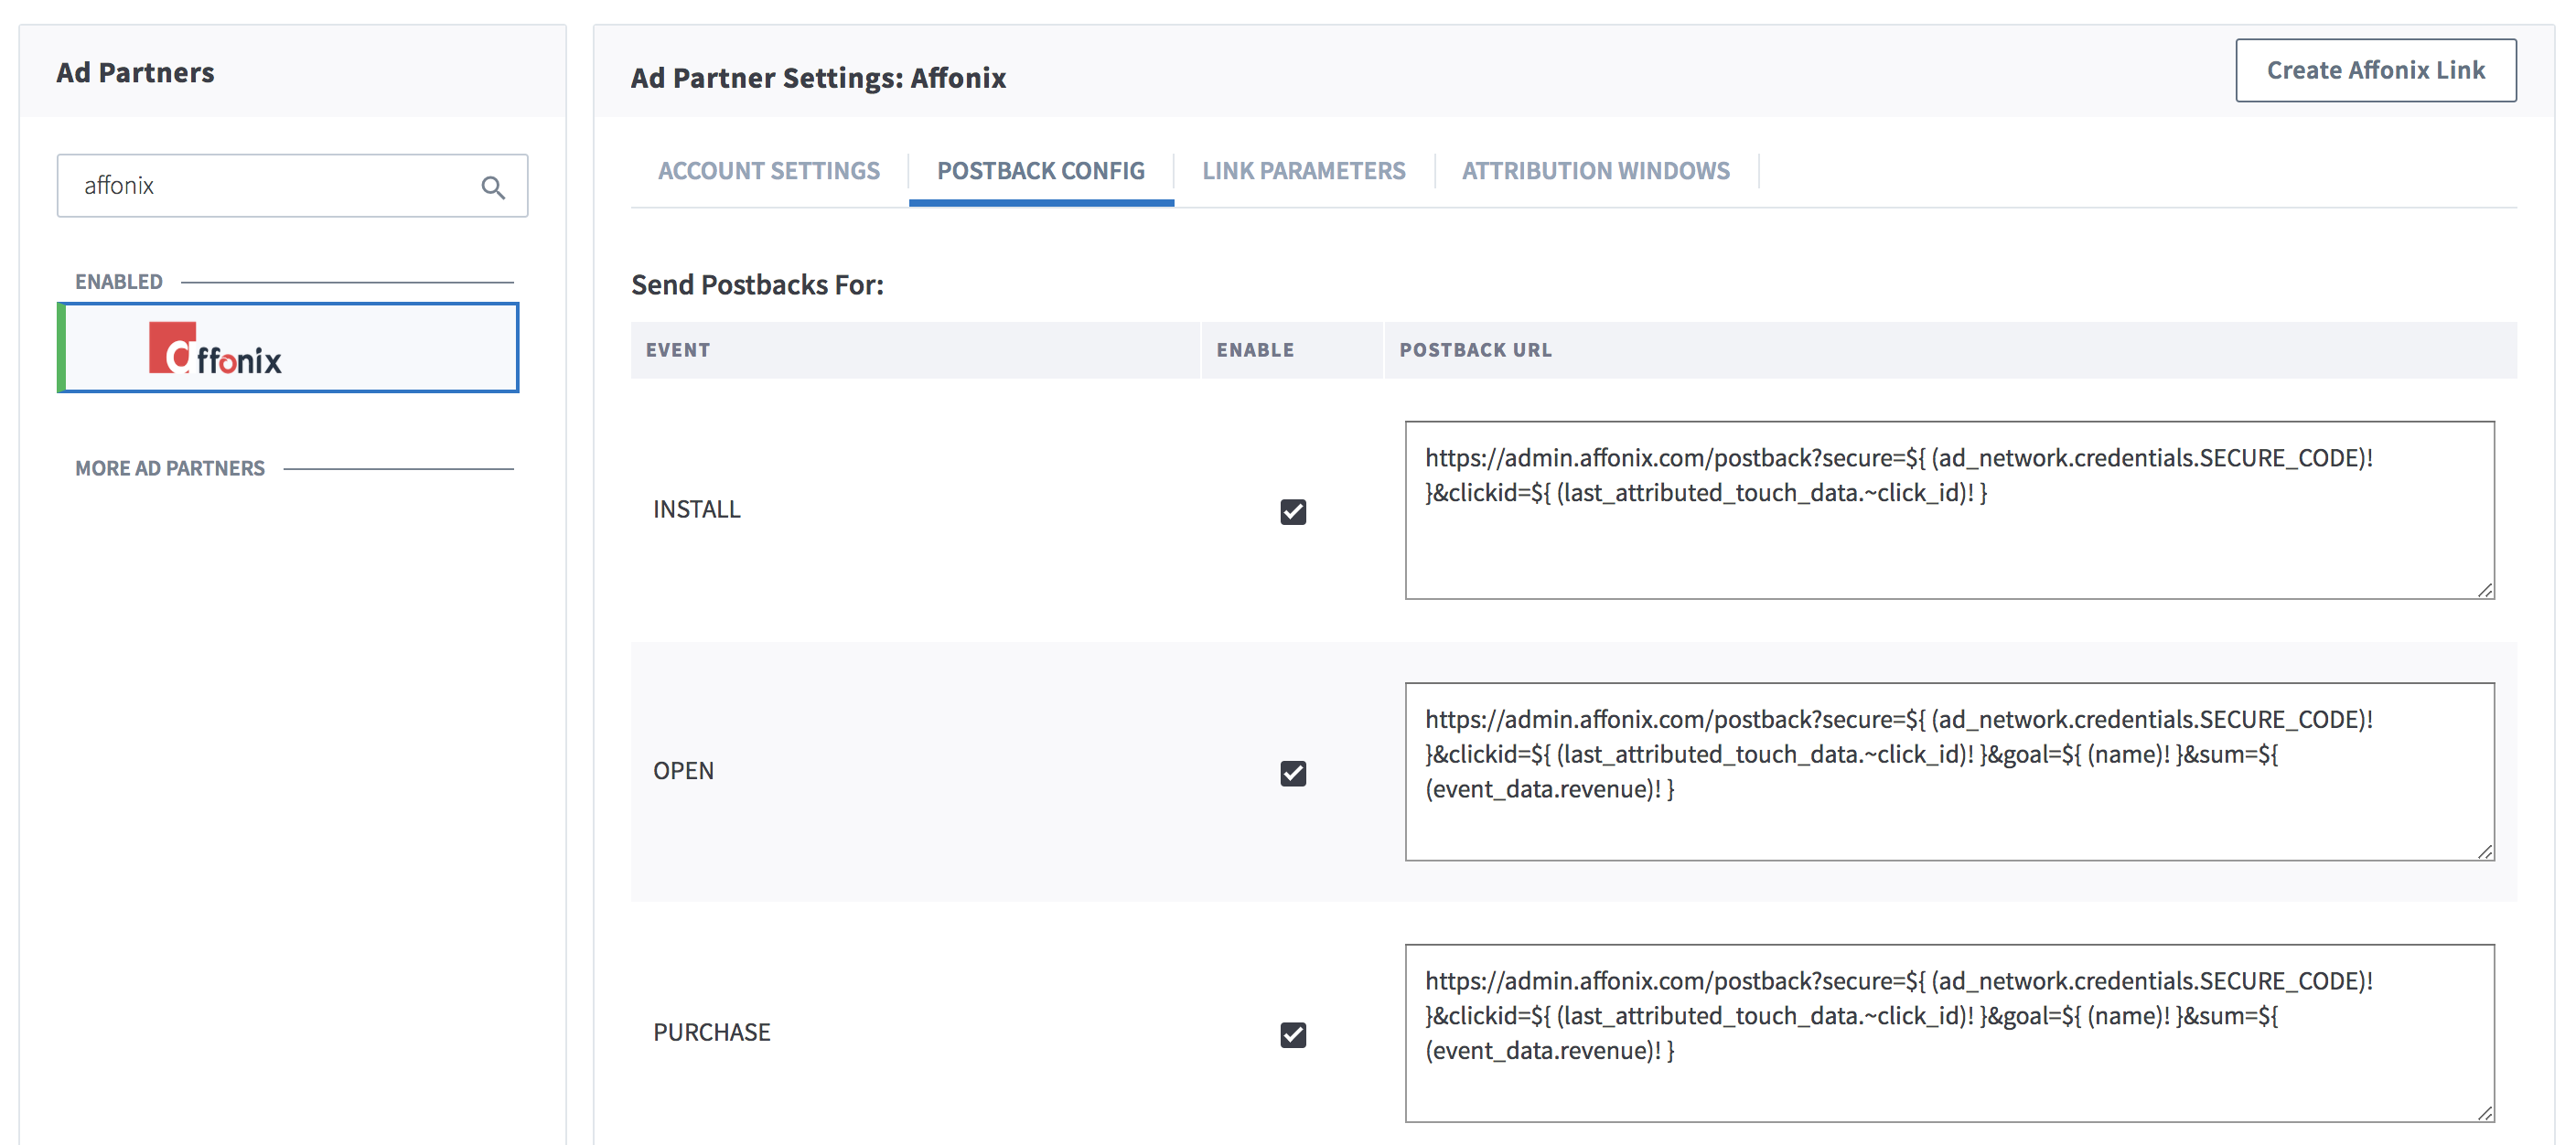 Ad Partners
affonix
ENABLED
affonix
MORE AD PARTNERS
Ad Partner Settings: Affonix
Create Affonix Link
ACCOUNT SETTINGS
POSTBACK CONFIG
LINK PARAMETERS
ATTRIBUTION WINDOWS
Send Postbacks For:
EVENT
ENABLE
POSTBACK URL
INSTALL
https://admin.affonix.com/postback?secure=${ (ad_network.credentials.SECURE_CODE)!
}&clickid=${ (last_attributed_touch_data.~click_id)! }
OPEN
https://admin.affonix.com/postback?secure=${ (ad_network.credentials.SECURE_CODE)!
}&clickid=${ (last_attributed_touch_data.~click_id)! }&goal=${ (name)! }&sum=${
(event_data.revenue)! }
PURCHASE
https://admin.affonix.com/postback?secure=${ (ad_network.credentials.SECURE_CODE)!
}&clickid=${ (last_attributed_touch_data.~click_id)! }&goal=${ (name)! }&sum=${
(event_data.revenue)! }